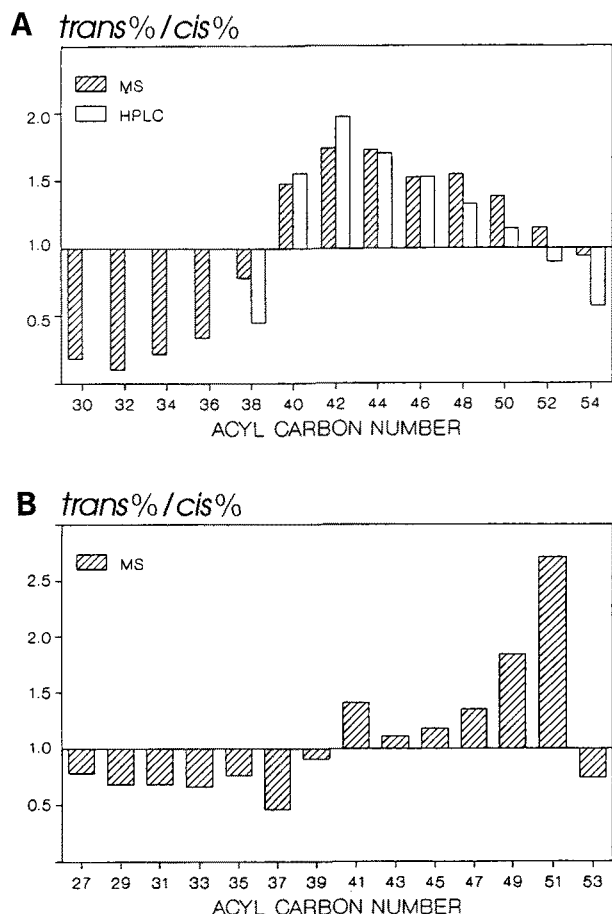 A trans%/cis%
MS
HPLC
2.0
1.5
1.0
0.5
30 32 34 36 38 40 42 44 46 48 50 52 54
ACYL CARBON NUMBER
B trans%/cis%
MS
2.5
2.0
1.5
1.0
0.5
27 29 31 33 35 37 39 41 43 45 47 49 51 53
ACYL CARBON NUMBER